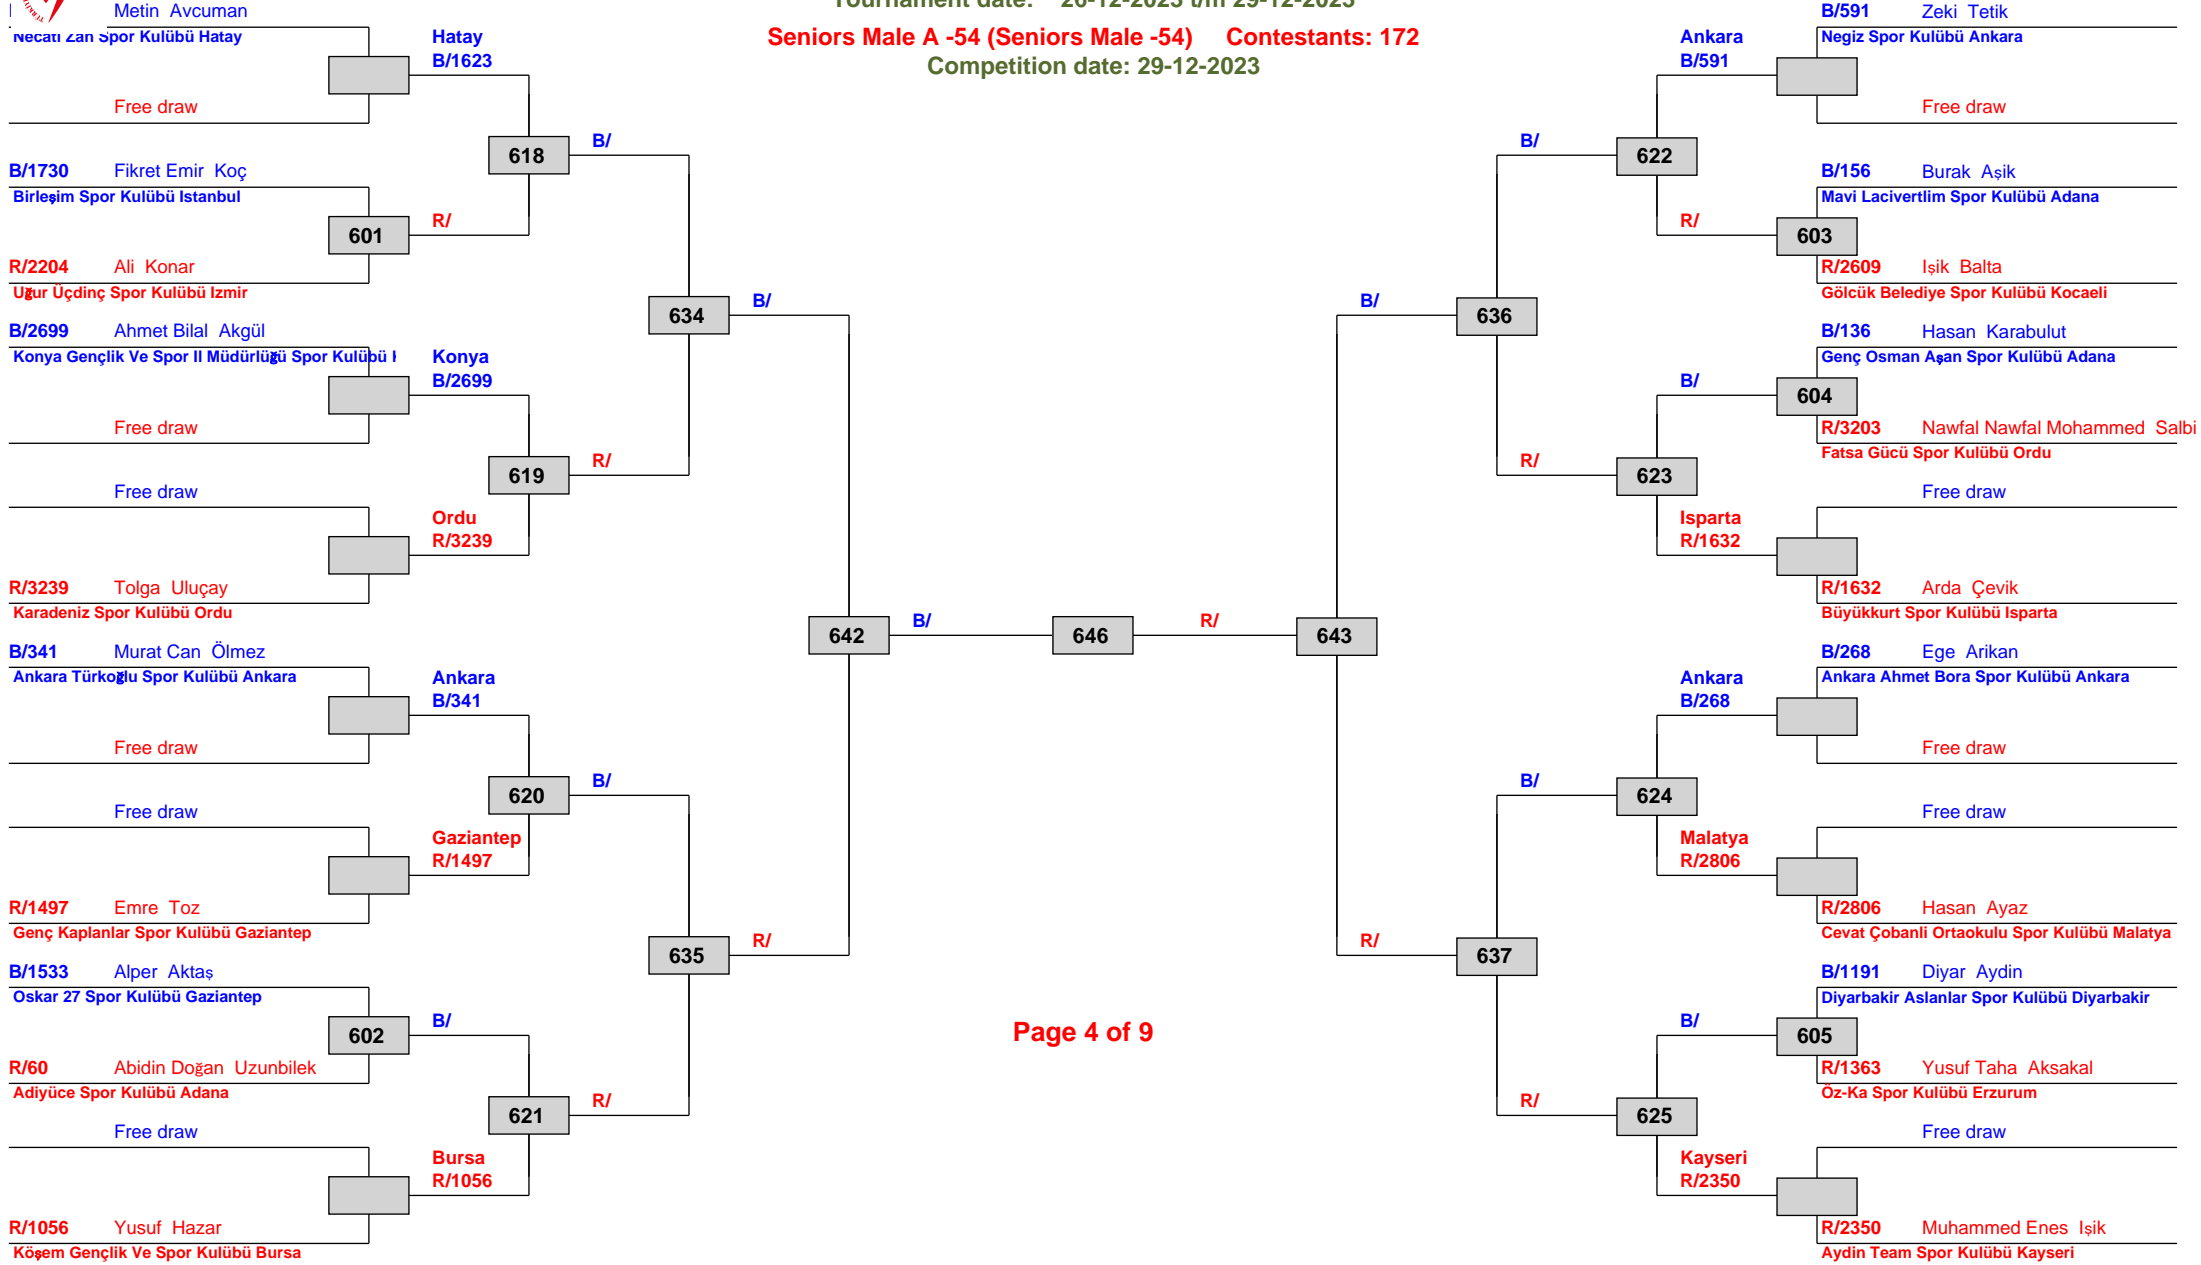 Tournament date: 26-12-2023 t/m 29-12-2023
Seniors Male A -54 (Seniors Male -54) Contestants: 172
Competition date: 29-12-2023
Metin Avcuman
Necati Zan Spor Kulübü Hatay
Hatay
B/1623
Free draw
618
B/
B/1730 Fikret Emir Koç
Birleşim Spor Kulübü Istanbul
601
R/
R/2204 Ali Konar
Uğur Üçdinç Spor Kulübü Izmir
634
B/
B/2699 Ahmet Bilal Akgül
Konya Gençlik Ve Spor Il Müdürlüğü Spor Kulübü
Konya
B/2699
Free draw
619
R/
Free draw
Ordu
R/3239
R/3239 Tolga Uluçay
Karadeniz Spor Kulübü Ordu
642
B/
B/341 Murat Can Ölmez
Ankara Türkoğlu Spor Kulübü Ankara
Ankara
B/341
Free draw
620
B/
Free draw
Gaziantep
R/1497
R/1497 Emre Toz
Genç Kaplanlar Spor Kulübü Gaziantep
635
R/
B/1533 Alper Aktaş
Oskar 27 Spor Kulübü Gaziantep
602
B/
R/60 Abidin Doğan Uzunbilek
Adiyüce Spor Kulübü Adana
621
R/
Free draw
Bursa
R/1056
R/1056 Yusuf Hazar
Köşem Gençlik Ve Spor Kulübü Bursa
646
R/
643
Page 4 of 9
B/591 Zeki Tetik
Negiz Spor Kulübü Ankara
Ankara
B/591
Free draw
B/
622
B/156 Burak Aşik
Mavi Lacivertlim Spor Kulübü Adana
R/
603
R/2609 Işik Balta
Gölcük Belediye Spor Kulübü Kocaeli
B/
636
B/136 Hasan Karabulut
Genç Osman Aşan Spor Kulübü Adana
B/
604
R/3203 Nawfal Nawfal Mohammed Salbi
Fatsa Gücü Spor Kulübü Ordu
R/
623
Free draw
Isparta
R/1632
R/1632 Arda Çevik
Büyükkurt Spor Kulübü Isparta
B/268 Ege Arikan
Ankara Ahmet Bora Spor Kulübü Ankara
Ankara
B/268
Free draw
B/
624
Free draw
Malatya
R/2806
R/2806 Hasan Ayaz
Cevat Çobanli Ortaokulu Spor Kulübü Malatya
R/
637
B/1191 Diyar Aydin
Diyarbakir Aslanlar Spor Kulübü Diyarbakir
B/
605
R/1363 Yusuf Taha Aksakal
Öz-Ka Spor Kulübü Erzurum
R/
625
Free draw
Kayseri
R/2350
R/2350 Muhammed Enes Işik
Aydin Team Spor Kulübü Kayseri